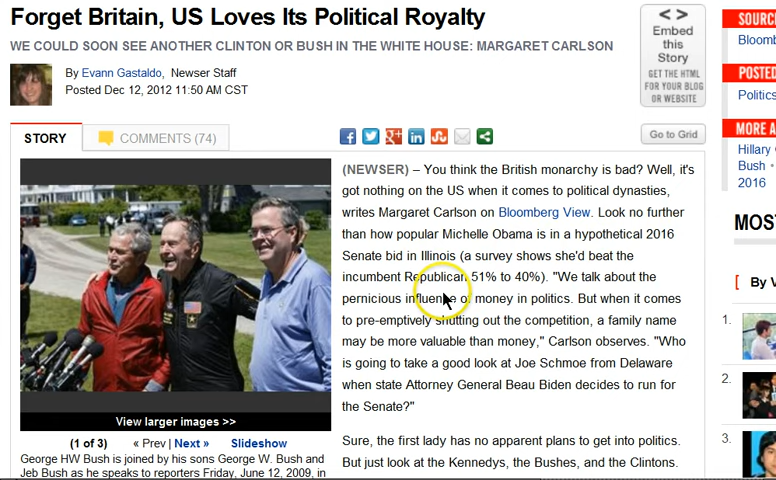 Forget Britain, US Loves Its Political Royalty
WE COULD SOON SEE ANOTHER CLINTON OR BUSH IN THE WHITE HOUSE: MARGARET CARLSON
By Evann Gastaldo, Newser Staff
Posted Dec 12, 2012 11:50 AM CST
< >
Embed
this
Story
GET THE HTML
FOR YOUR BLOG
OR WEBSITE
STORY
COMMENTS (74)
Go to Grid
(NEWSER) – You think the British monarchy is bad? Well, it's
got nothing on the US when it comes to political dynasties,
writes Margaret Carlson on Bloomberg View. Look no further
than how popular Michelle Obama is in a hypothetical 2016
Senate bid in Illinois (a survey shows she'd beat the
incumbent Republican 51% to 40%). "We talk about the
pernicious influence of money in politics. But when it comes
to pre-emptively shutting out the competition, a family name
may be more valuable than money," Carlson observes. "Who
is going to take a good look at Joe Schmoe from Delaware
when state Attorney General Beau Biden decides to run for
the Senate?"
Sure, the first lady has no apparent plans to get into politics.
But just look at the Kennedys, the Bushes, and the Clintons.
View larger images >>
(1 of 3) « Prev | Next » Slideshow
George HW Bush is joined by his sons George W. Bush and
Jeb Bush as he speaks to reporters Friday, June 12, 2009, in
SOURC
Bloomb
POSTED
Politics
MORE A
Hillary
Bush •
2016
MOS
[ By V
1.
2.
3.